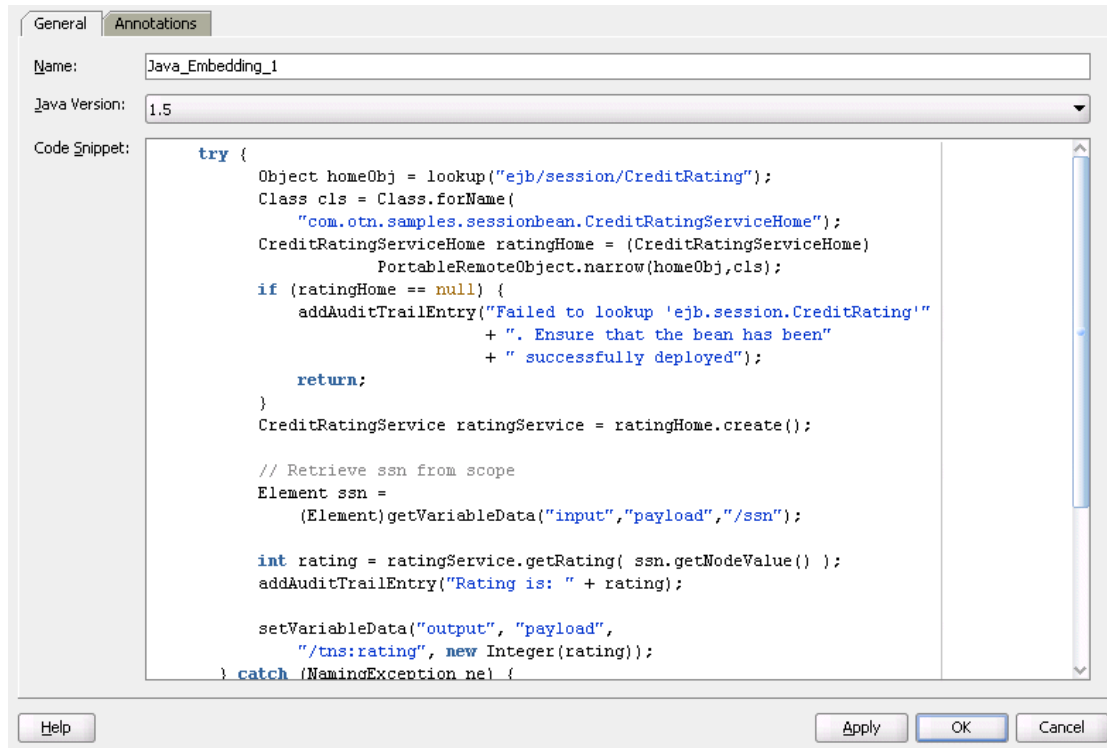 General Annotations
Name: Java_Embedding_1
Java Version: 1.5
Code Snippet:
try {
Object homeObj = lookup("ejb/session/CreditRating");
Class cls = Class.forName(
"com.otn.samples.sessionbean.CreditRatingServiceHome");
CreditRatingServiceHome ratingHome = (CreditRatingServiceHome)
PortableRemoteObject.narrow(homeObj,cls);
if (ratingHome == null) {
addAuditTrailEntry("Failed to lookup 'ejb.session.CreditRating'"
+ ". Ensure that the bean has been"
+ " successfully deployed");
return;
}
CreditRatingService ratingService = ratingHome.create();
// Retrieve ssn from scope
Element ssn =
(Element)getVariableData("input","payload","/ssn");
int rating = ratingService.getRating( ssn.getNodeValue() );
addAuditTrailEntry("Rating is: " + rating);
setVariableData("output", "payload",
"/tns:rating", new Integer(rating));
} catch (NamingException ne) {
Help Apply OK Cancel